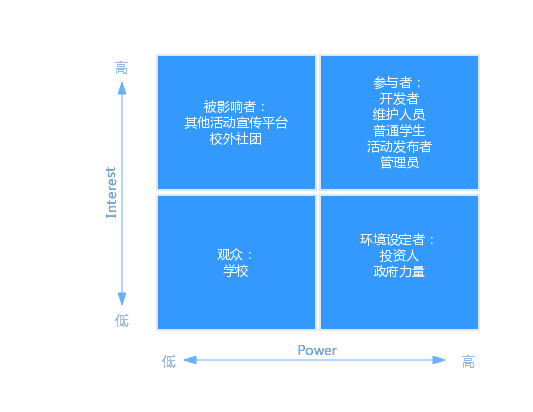 高
被影响者：
其他活动宣传平台
校外社团
参与者：
开发者
维护人员
普通学生
活动发布者
管理员
Interest
观众：
学校
环境设定者：
投资人
政府力量
低
低
Power
高